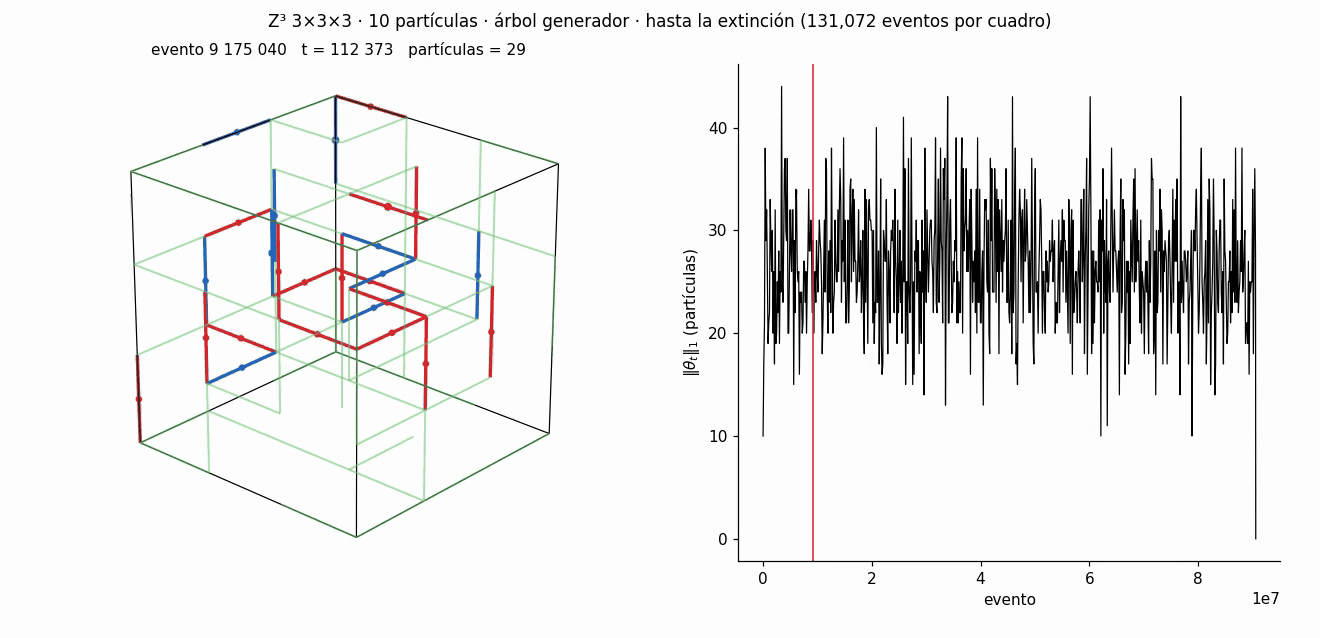 Z³ 3×3×3 · 10 partículas · árbol generador · hasta la extinción (131,072 eventos por cuadro)
evento 9 175 040   t = 112 373   partículas = 29
‖θₜ‖₁ (partículas)
40
30
20
10
0
0 2 4 6 8
evento
1e7